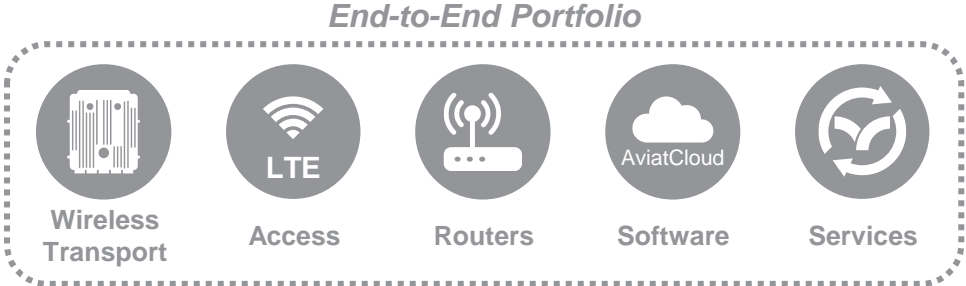 End-to-End Portfolio
LTE
AviatCloud
Wireless
Transport
Access
Routers
Software
Services